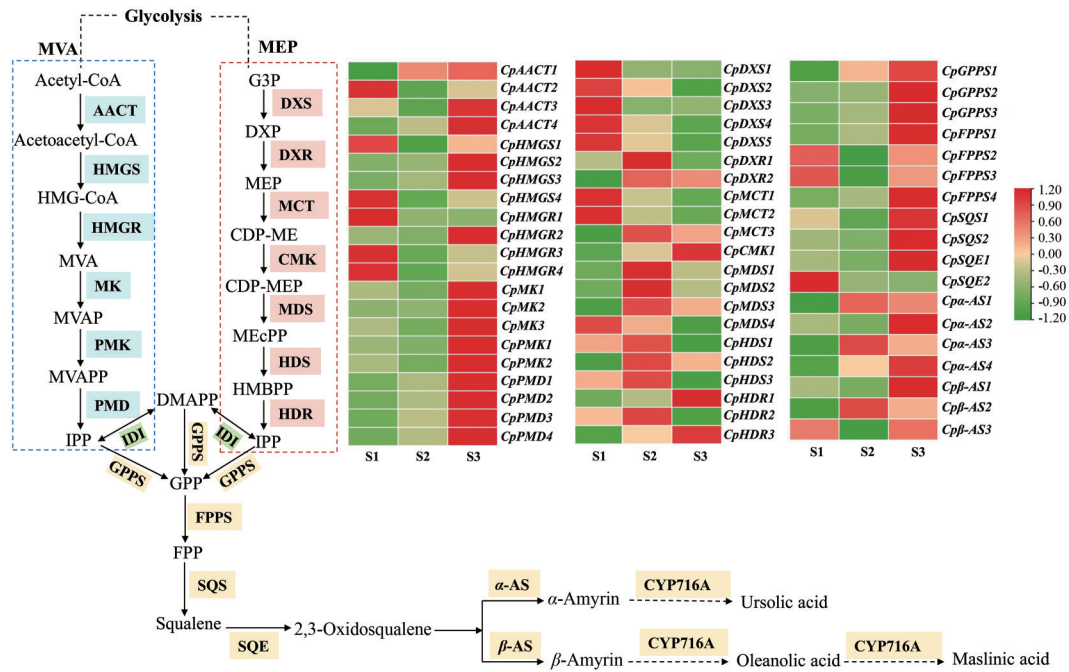 Glycolysis
MVA
MEP
Acetyl-CoA
AACT
Acetoacetyl-CoA
HMGS
HMG-CoA
HMGR
MVA
MK
MVAP
PMK
MVAPP
PMD
IPP
G3P
DXS
DXP
DXR
MEP
MCT
CDP-ME
CMK
CDP-MEP
MDS
MEcPP
HDS
HMBPP
HDR
IPP
DMAPP
IDI
IDI
GPPS
GPPS
GPPS
GPP
FPPS
FPP
SQS
Squalene
SQE
2,3-Oxidosqualene
α-AS
α-Amyrin
CYP716A
Ursolic acid
β-AS
β-Amyrin
CYP716A
Oleanolic acid
CYP716A
Maslinic acid
CpAACT1
CpAACT2
CpAACT3
CpAACT4
CpHMGS1
CpHMGS2
CpHMGS3
CpHMGS4
CpHMGR1
CpHMGR2
CpHMGR3
CpHMGR4
CpMK1
CpMK2
CpMK3
CpPMK1
CpPMK2
CpPMD1
CpPMD2
CpPMD3
CpPMD4
S1 S2 S3
CpDXS1
CpDXS2
CpDXS3
CpDXS4
CpDXS5
CpDXR1
CpDXR2
CpMCT1
CpMCT2
CpMCT3
CpCMK1
CpMDS1
CpMDS2
CpMDS3
CpMDS4
CpHDS1
CpHDS2
CpHDS3
CpHDR1
CpHDR2
CpHDR3
S1 S2 S3
CpGPPS1
CpGPPS2
CpGPPS3
CpFPPS1
CpFPPS2
CpFPPS3
CpFPPS4
CpSQS1
CpSQS2
CpSQE1
CpSQE2
Cpα-AS1
Cpα-AS2
Cpα-AS3
Cpα-AS4
Cpβ-AS1
Cpβ-AS2
Cpβ-AS3
S1 S2 S3
1.20
0.90
0.60
0.30
0.00
-0.30
-0.60
-0.90
-1.20